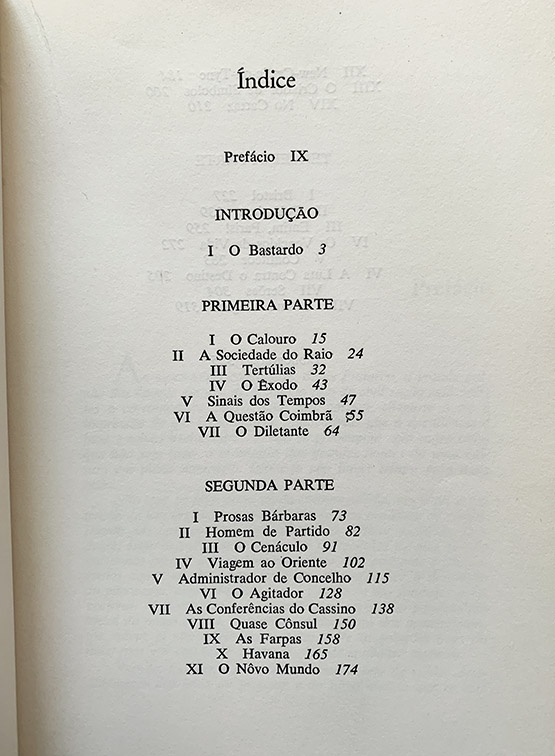 Índice
Prefácio IX
INTRODUÇÃO
I O Bastardo 3
PRIMEIRA PARTE
I O Calouro 15
II A Sociedade do Raio 24
III Tertúlias 32
IV O Êxodo 43
V Sinais dos Tempos 47
VI A Questão Coimbrã 55
VII O Diletante 64
SEGUNDA PARTE
I Prosas Bárbaras 73
II Homem de Partido 82
III O Cenáculo 91
IV Viagem ao Oriente 102
V Administrador de Concelho 115
VI O Agitador 128
VII As Conferências do Cassino 138
VIII Quase Cônsul 150
IX As Farpas 158
X Havana 165
XI O Nôvo Mundo 174